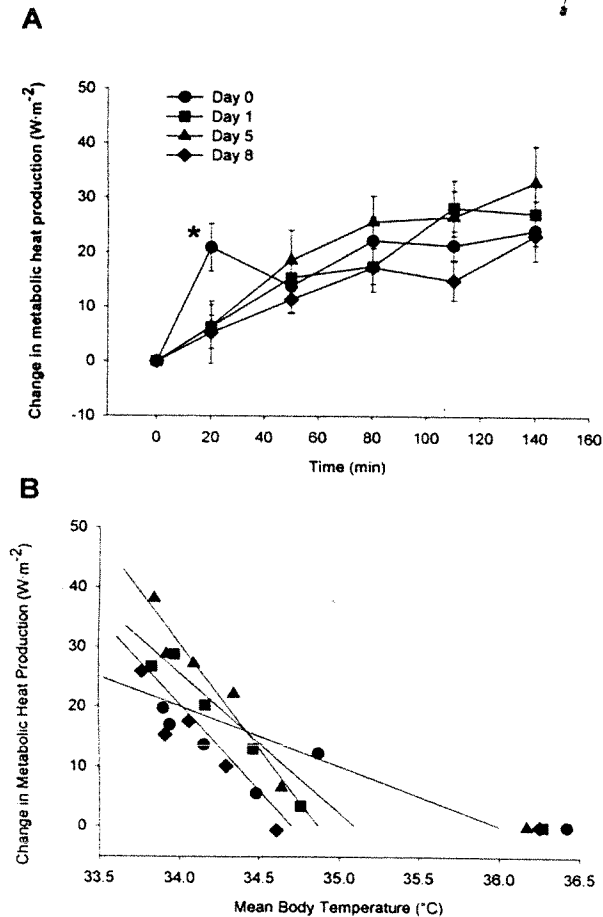 A
Change in metabolic heat production (W·m-2)
50
40
30
20
10
0
-10
Day 0
Day 1
Day 5
Day 8
*
0 20 40 60 80 100 120 140 160
Time (min)
B
Change in Metabolic Heat Production (W·m-2)
50
40
30
20
10
0
33.5 34.0 34.5 35.0 35.5 36.0 36.5
Mean Body Temperature (°C)